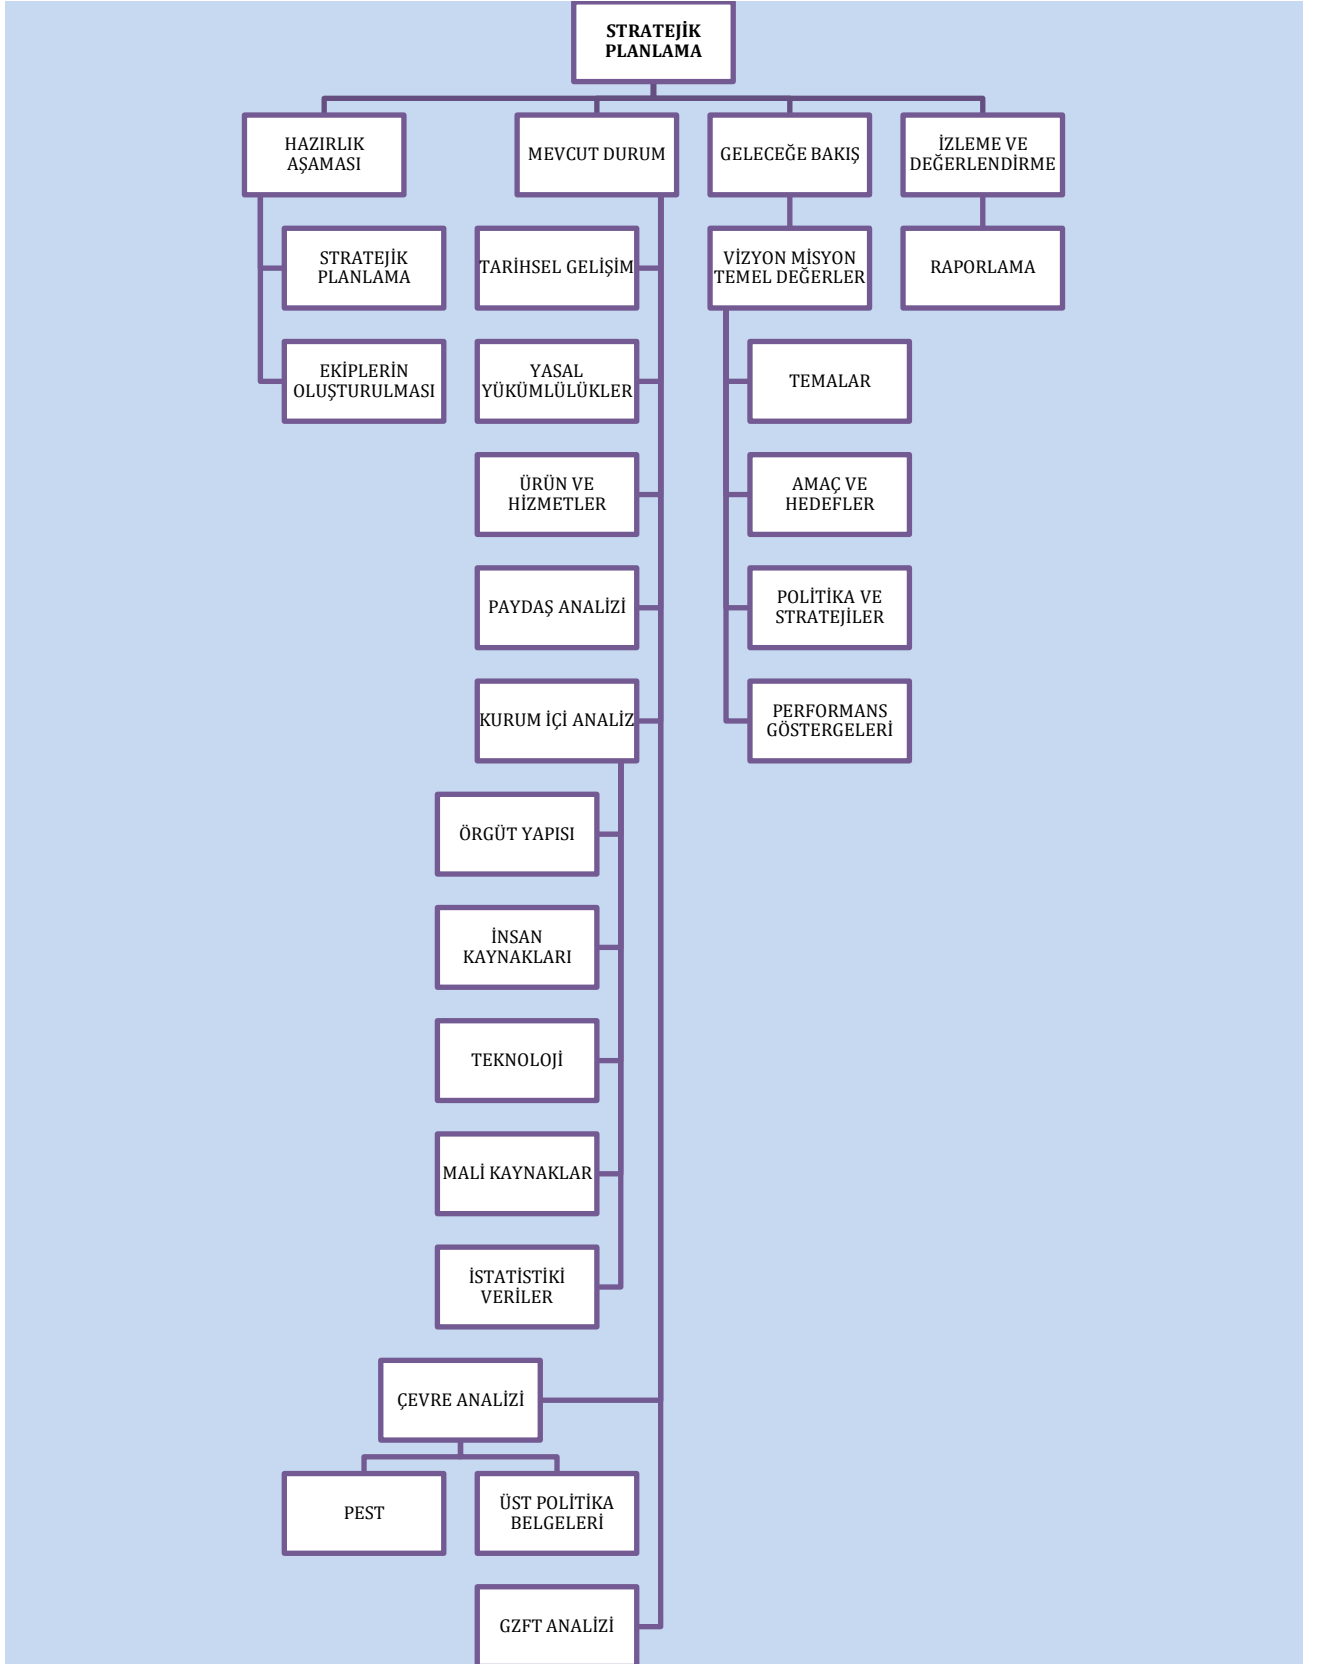 STRATEJİK
PLANLAMA
HAZIRLIK
AŞAMASI
MEVCUT DURUM
GELECEĞE BAKIŞ
İZLEME VE
DEĞERLENDİRME
STRATEJİK
PLANLAMA
EKİPLERİN
OLUŞTURULMASI
TARİHSEL GELİŞİM
YASAL
YÜKÜMLÜLÜKLER
ÜRÜN VE
HİZMETLER
PAYDAŞ ANALİZİ
KURUM İÇİ ANALİZ
ÖRGÜT YAPISI
İNSAN
KAYNAKLARI
TEKNOLOJİ
MALİ KAYNAKLAR
İSTATİSTİKİ
VERİLER
ÇEVRE ANALİZİ
PEST
ÜST POLİTİKA
BELGELERİ
GZFT ANALİZİ
VİZYON MİSYON
TEMEL DEĞERLER
TEMALAR
AMAÇ VE
HEDEFLER
POLİTİKA VE
STRATEJİLER
PERFORMANS
GÖSTERGELERİ
RAPORLAMA